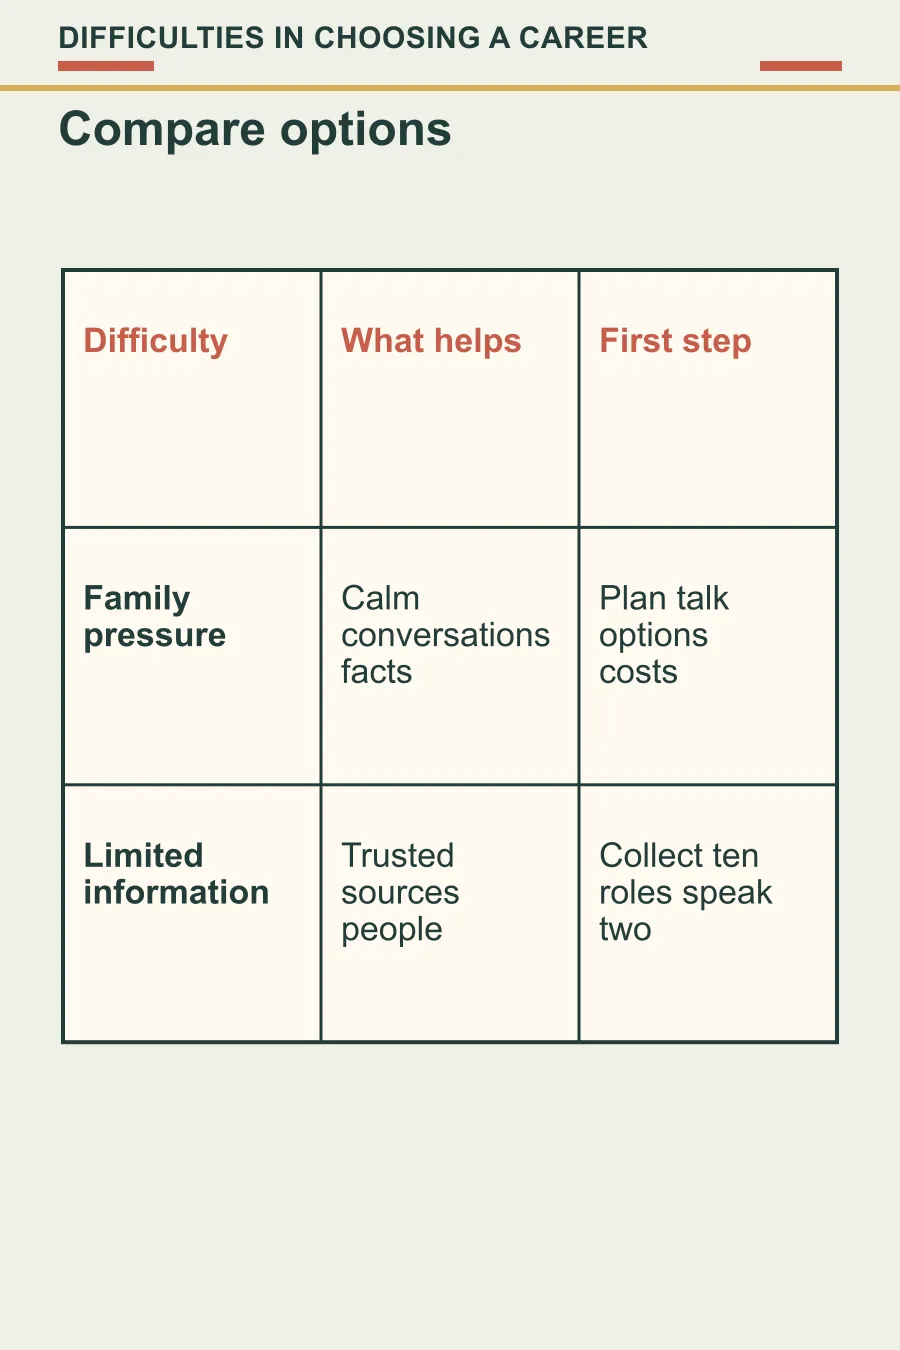 DIFFICULTIES IN CHOOSING A CAREER
Compare options
Difficulty
What helps
First step
Family
pressure
Calm
conversations
facts
Plan talk
options
costs
Limited
information
Trusted
sources
people
Collect ten
roles speak
two